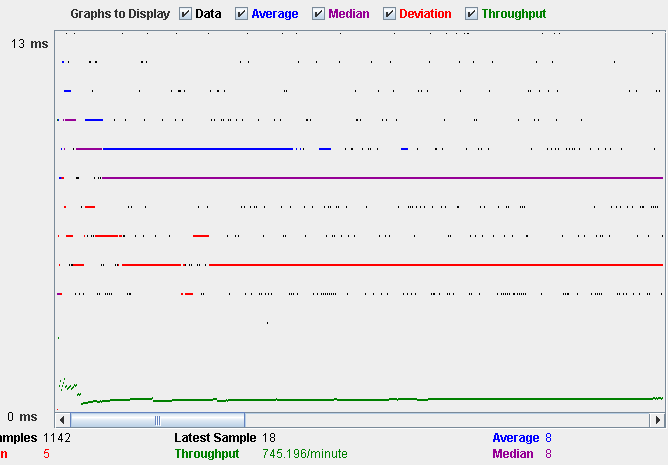 Graphs to Display Data Average Median Deviation Throughput
13 ms
0 ms
mples 1142 Latest Sample 18 Average 8
n 5 Throughput 745.196/minute Median 8